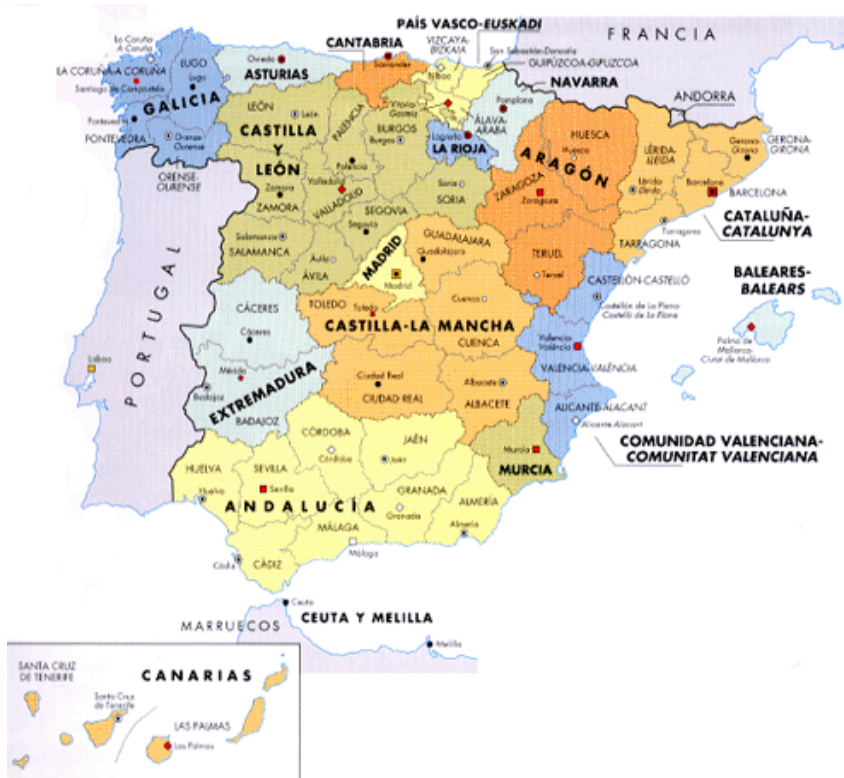 PAÍS VASCO-EUSKADI
FRANCIA
La Coruña
A Coruña
VIZCAYA-
BIZKAIA
CANTABRIA
San Sebastián-Donostia
GUIPÚZCOA-GIPUZCOA
LUGO
Oviedo
Santander
Bilbao
LA CORUÑA-A CORUÑA
ASTURIAS
NAVARRA
Lugo
Santiago de Compostela
ANDORRA
GALICIA
LEÓN
León
Vitoria-
Gasteiz
Pamplona
PALENCIA
BURGOS
ÁLAVA-
ARABA
HUESCA
Pontevedra
PONTEVEDRA
Orense-
Ourense
CASTILLA
Y
LEÓN
Burgos
Logroño
LA RIOJA
Huesca
ARAGÓN
LÉRIDA-
LLEIDA
Gerona-
Girona
GERONA-
GIRONA
ORENSE-
OURENSE
Palencia
Zamora
ZAMORA
Valladolid
VALLADOLID
Soria
SORIA
ZARAGOZA
Zaragoza
Lérida-
Lleida
Barcelona
BARCELONA
SEGOVIA
Segovia
Tarragona
TARRAGONA
CATALUÑA-
CATALUNYA
Salamanca
SALAMANCA
Ávila
ÁVILA
MADRID
Madrid
GUADALAJARA
Guadalajara
TERUEL
Teruel
CASTELLÓN-CASTELLÓ
Castellón de La Plana-
Castelló de La Plana
BALEARES-
BALEARS
PORTUGAL
CÁCERES
Cáceres
TOLEDO
Toledo
Cuenca
CUENCA
CASTILLA-LA MANCHA
Valencia
València
VALENCIA-VALÈNCIA
Palma de
Mallorca-
Ciutat de Mallorca
Lisboa
Mérida
Badajoz
EXTREMADURA
BADAJOZ
Ciudad Real
CIUDAD REAL
Albacete
ALBACETE
ALICANTE-ALACANT
Alicante-Alacant
COMUNIDAD VALENCIANA-
COMUNITAT VALENCIANA
CÓRDOBA
Córdoba
JAÉN
Jaén
Murcia
MURCIA
HUELVA
Huelva
SEVILLA
Sevilla
ANDALUCÍA
GRANADA
Granada
ALMERÍA
Almería
MÁLAGA
Málaga
Cádiz
CÁDIZ
Ceuta
CEUTA Y MELILLA
MARRUECOS
Melilla
SANTA CRUZ
DE TENERIFE
CANARIAS
Santa Cruz
de Tenerife
LAS PALMAS
Las Palmas